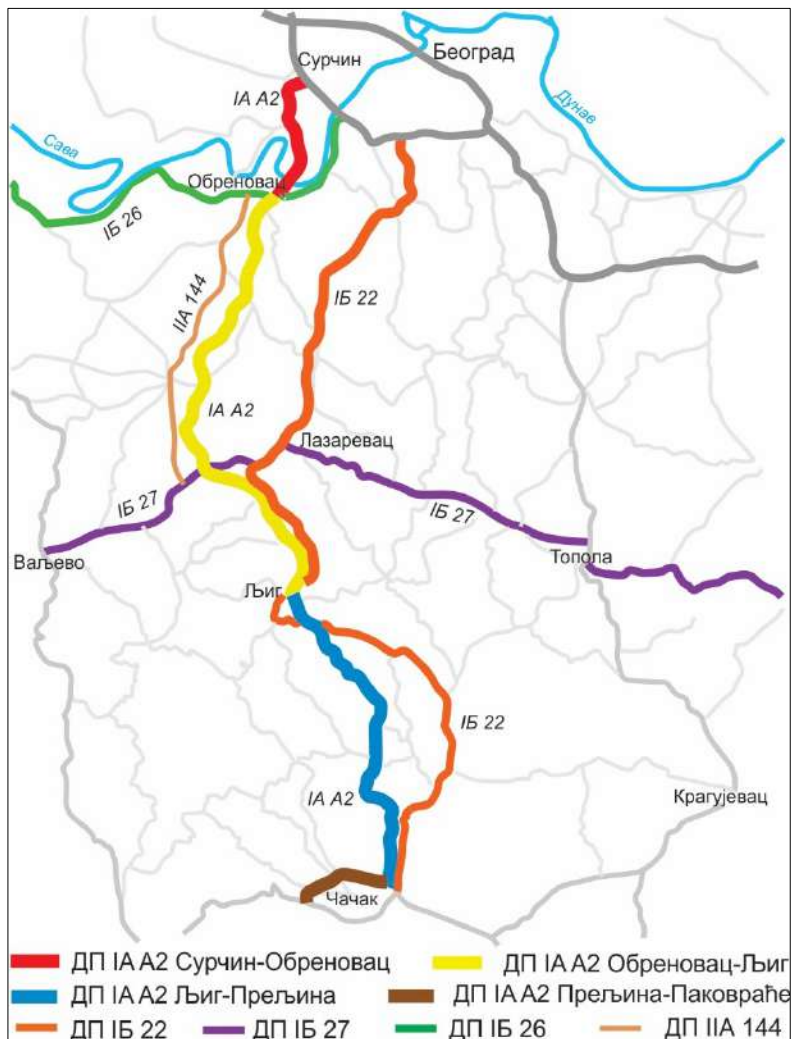 Сурчин
Београд
IA A2
Дунав
Сава
Обреновац
IБ 26
IIA 144
IБ 22
IA A2
Лазаревац
IБ 27
IБ 27
Ваљево
Топола
Љиг
IБ 22
IA A2
Крагујевац
Чачак
ДП IA A2 Сурчин-Обреновац
ДП IA A2 Обреновац-Љиг
ДП IA A2 Љиг-Прељина
ДП IA A2 Прељина-Паковраће
ДП IБ 22
ДП IБ 27
ДП IБ 26
ДП IIA 144